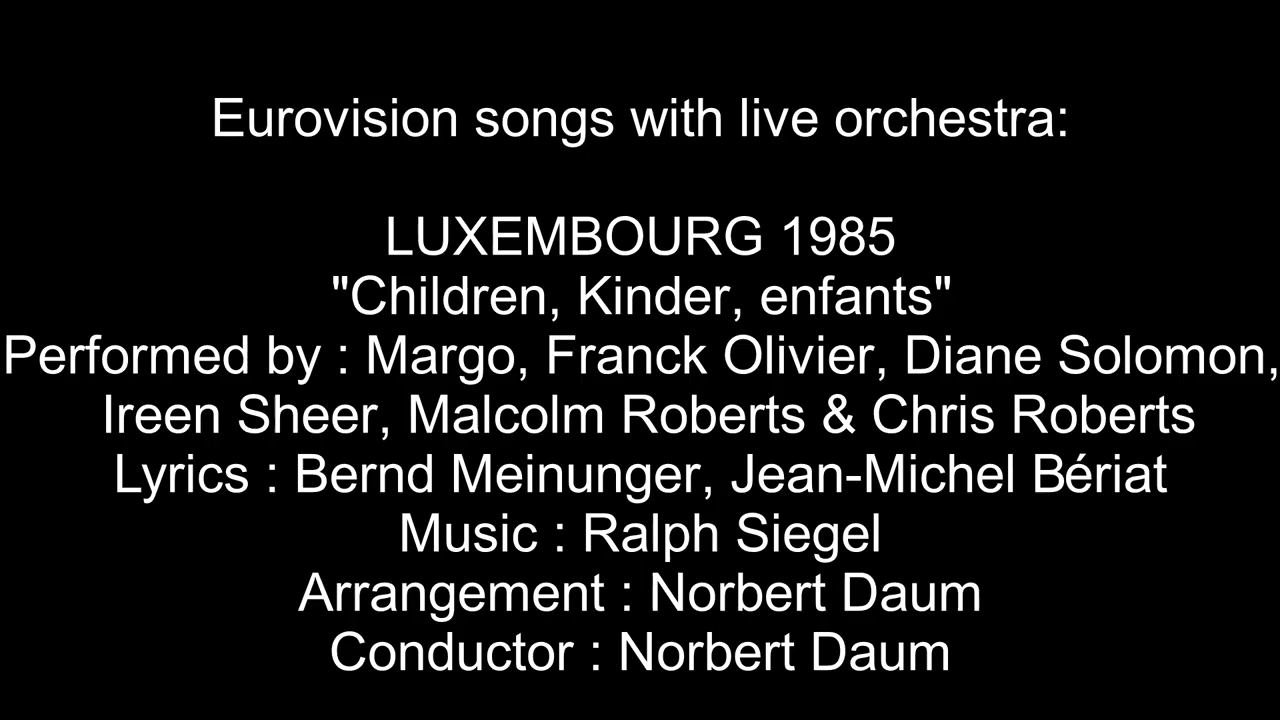 Eurovision songs with live orchestra:
LUXEMBOURG 1985
"Children, Kinder, enfants"
Performed by : Margo, Franck Olivier, Diane Solomon,
Ireen Sheer, Malcolm Roberts & Chris Roberts
Lyrics : Bernd Meinunger, Jean-Michel Bériat
Music : Ralph Siegel
Arrangement : Norbert Daum
Conductor : Norbert Daum